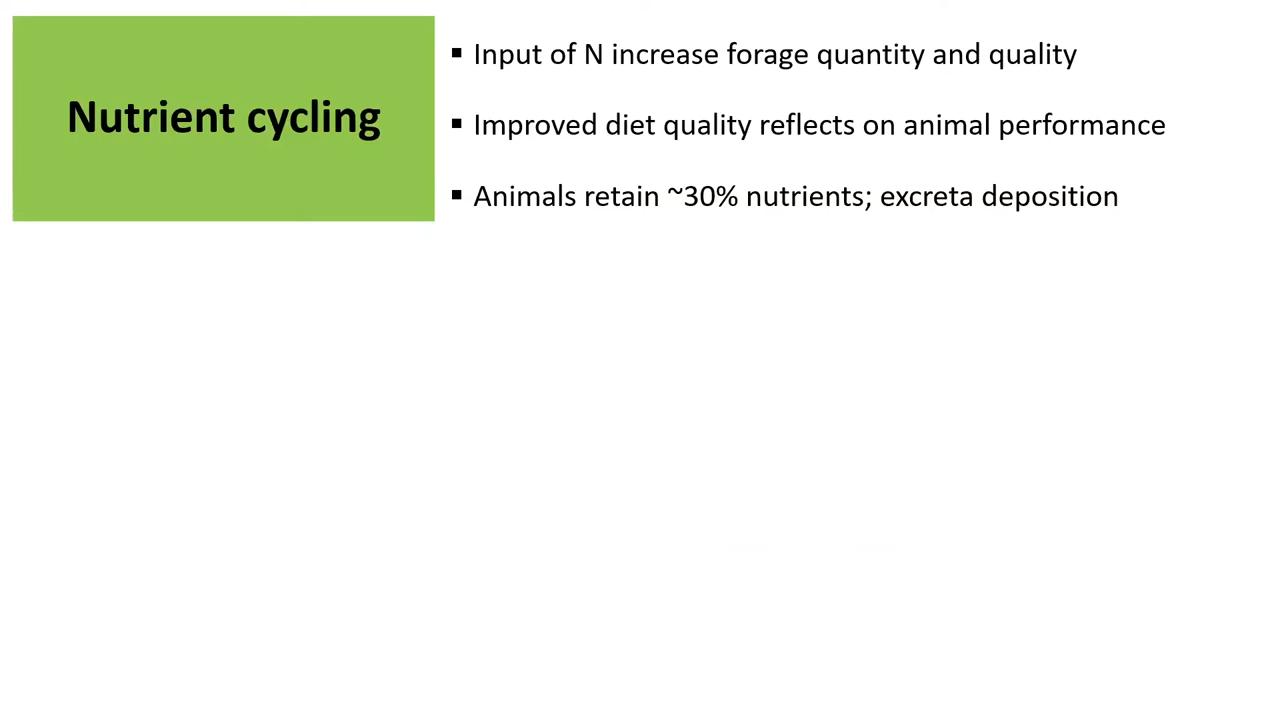 Nutrient cycling
▪ Input of N increase forage quantity and quality
▪ Improved diet quality reflects on animal performance
▪ Animals retain ~30% nutrients; excreta deposition